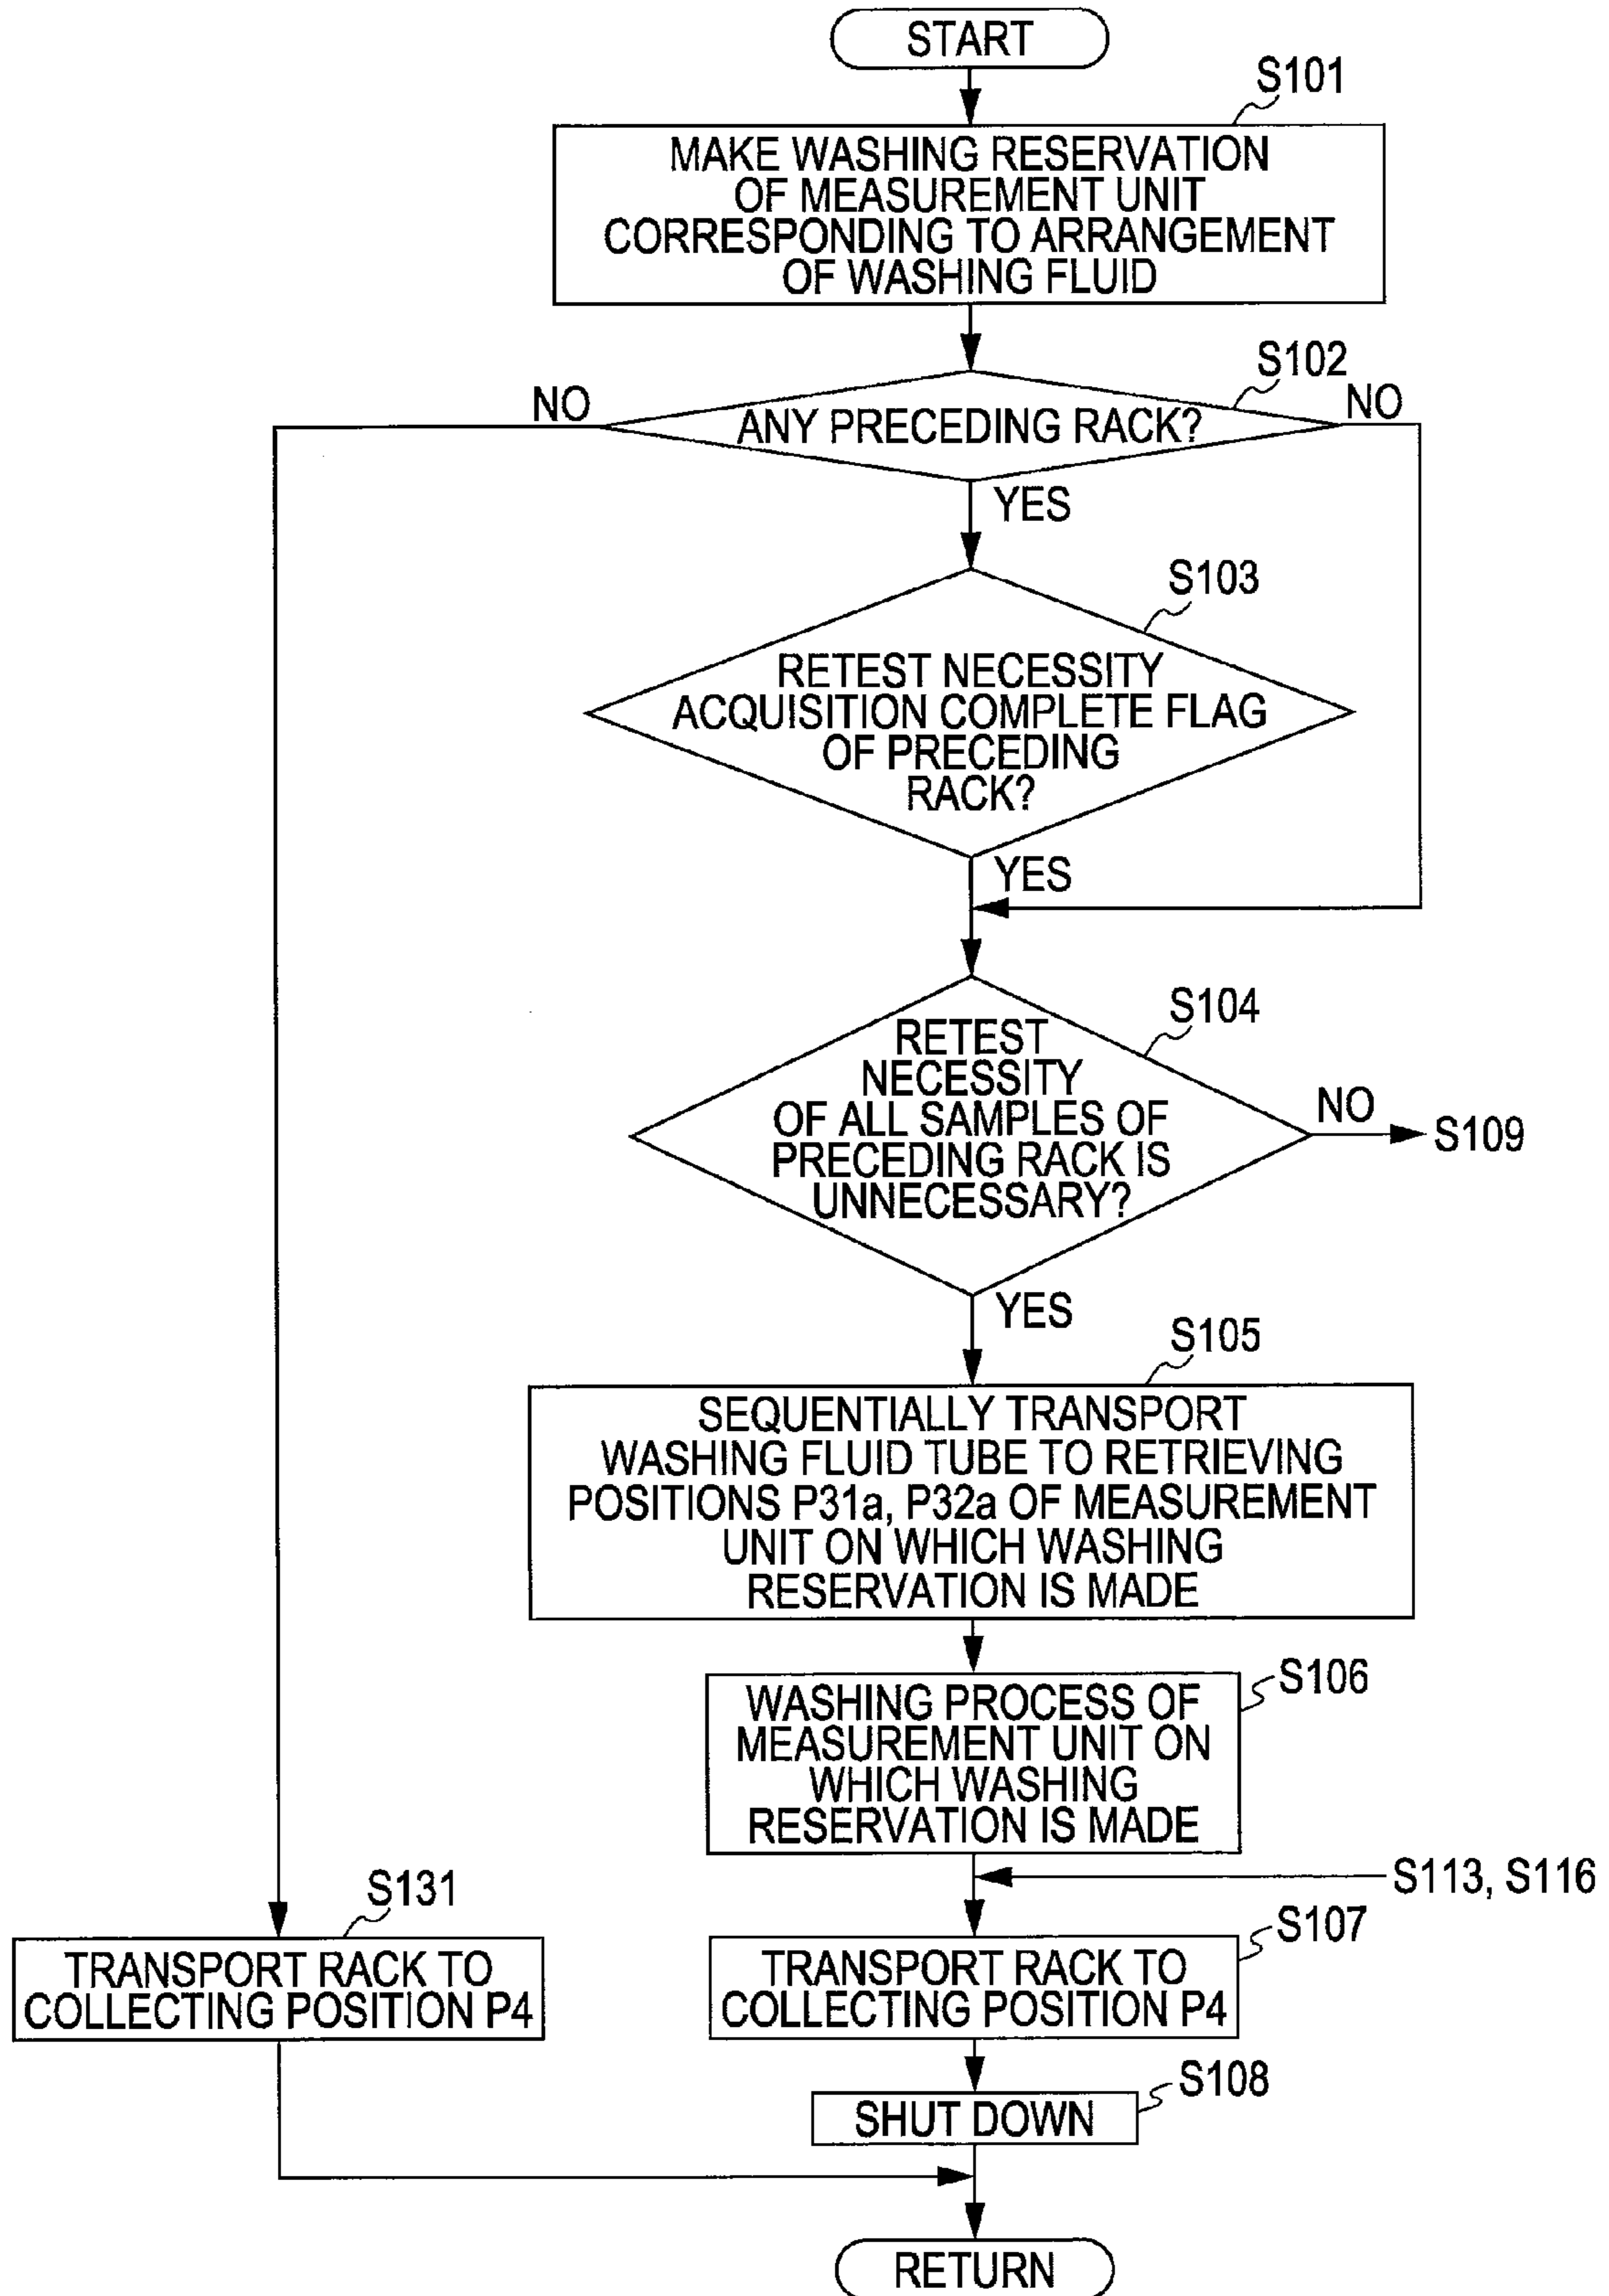 START
S101
MAKE WASHING RESERVATION
OF MEASUREMENT UNIT
CORRESPONDING TO ARRANGEMENT
OF WASHING FLUID
S102
NO
NO
ANY PRECEDING RACK?
YES
S103
RETEST NECESSITY
ACQUISITION COMPLETE FLAG
OF PRECEDING
RACK?
YES
S104
RETEST
NECESSITY
OF ALL SAMPLES OF
PRECEDING RACK IS
UNNECESSARY?
NO
S109
YES
S105
SEQUENTIALLY TRANSPORT
WASHING FLUID TUBE TO RETRIEVING
POSITIONS P31a, P32a OF MEASUREMENT
UNIT ON WHICH WASHING
RESERVATION IS MADE
S106
WASHING PROCESS OF
MEASUREMENT UNIT ON
WHICH WASHING
RESERVATION IS MADE
S113, S116
S131
TRANSPORT RACK TO
COLLECTING POSITION P4
S107
TRANSPORT RACK TO
COLLECTING POSITION P4
S108
SHUT DOWN
RETURN